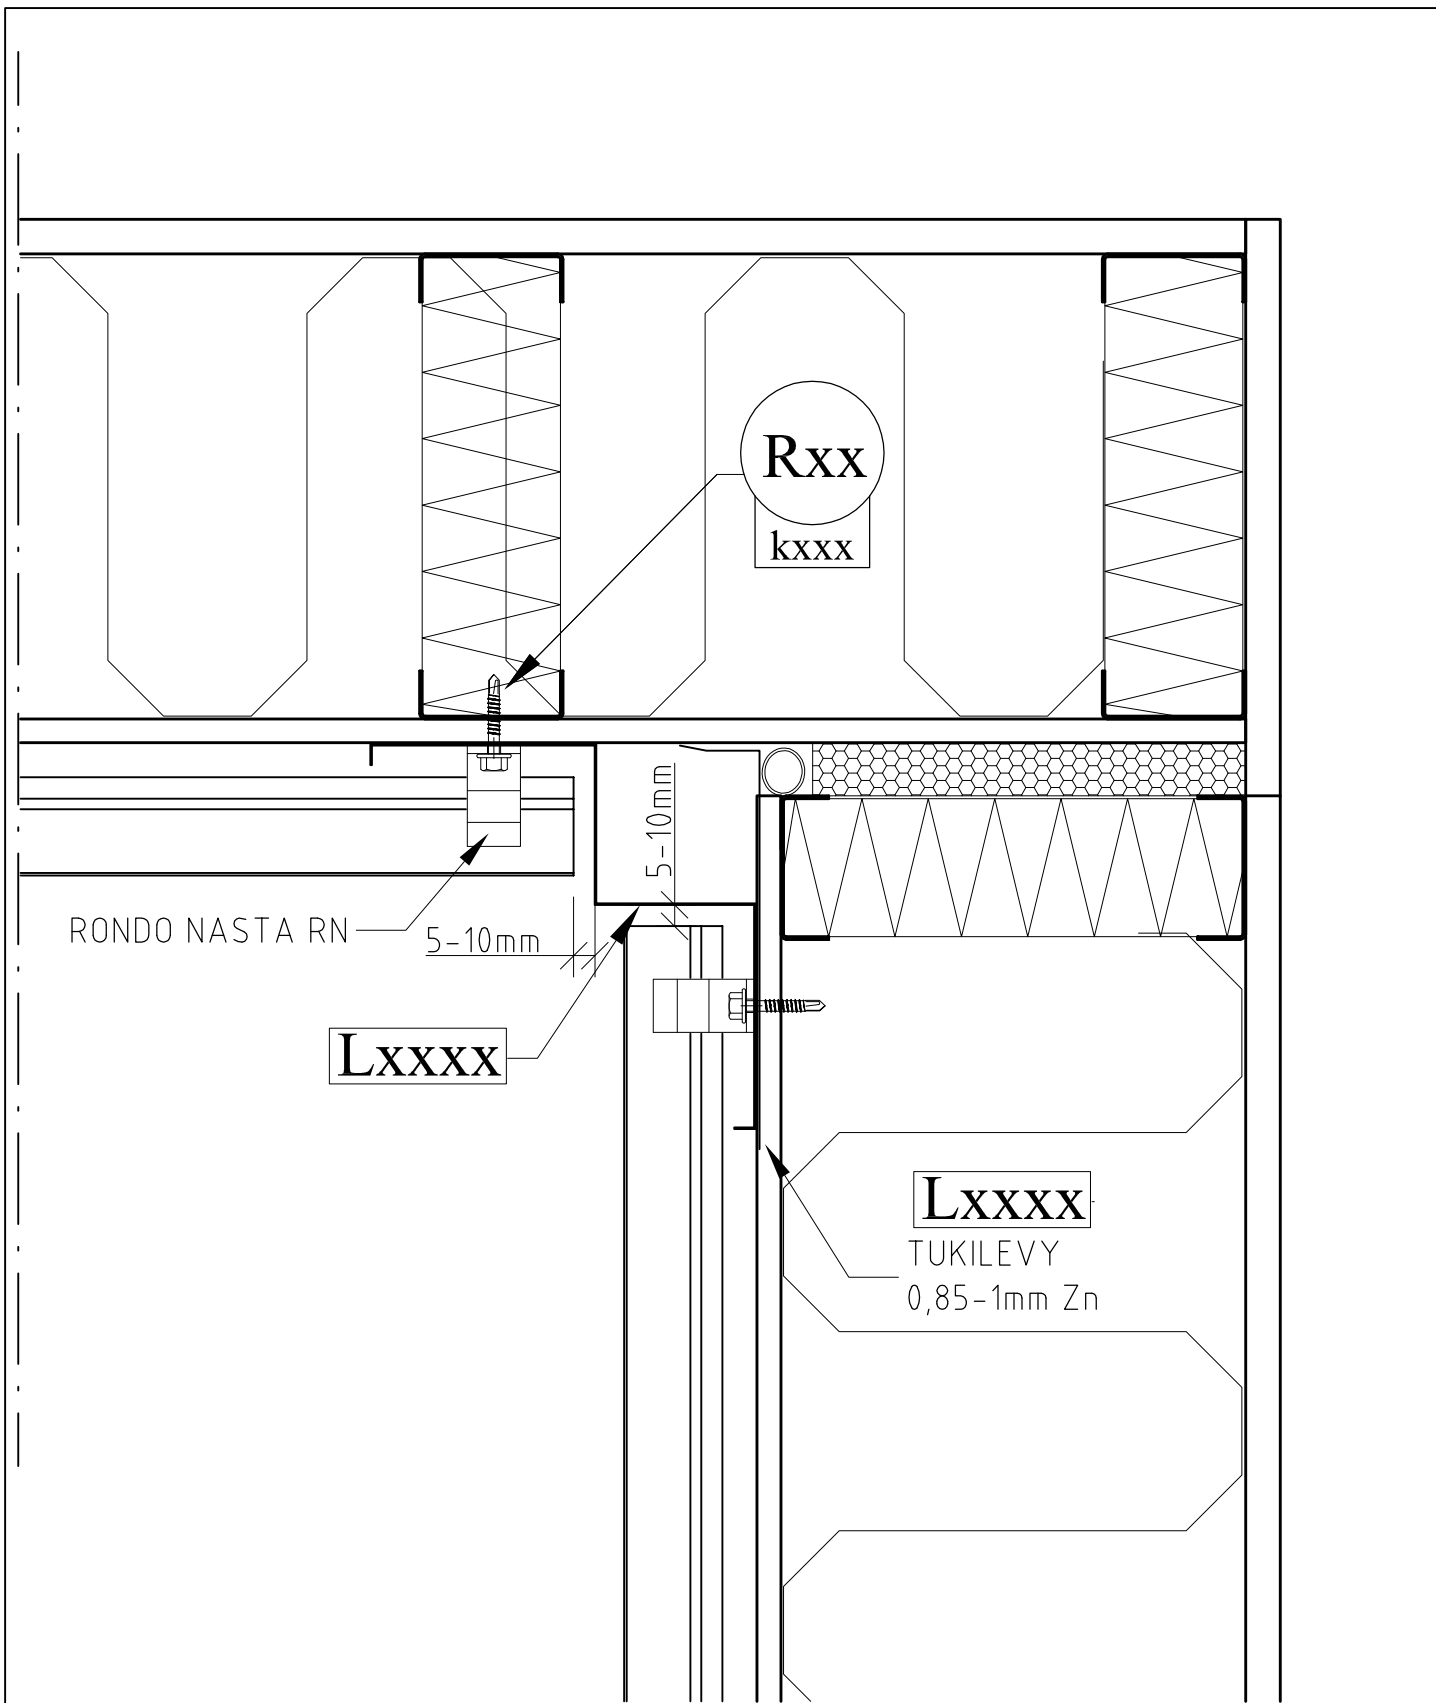 Rxx
kxxx
5-10mm
RONDO NASTA RN
5-10mm
Lxxxx
Lxxxx
TUKILEVY
0,85-1mm Zn